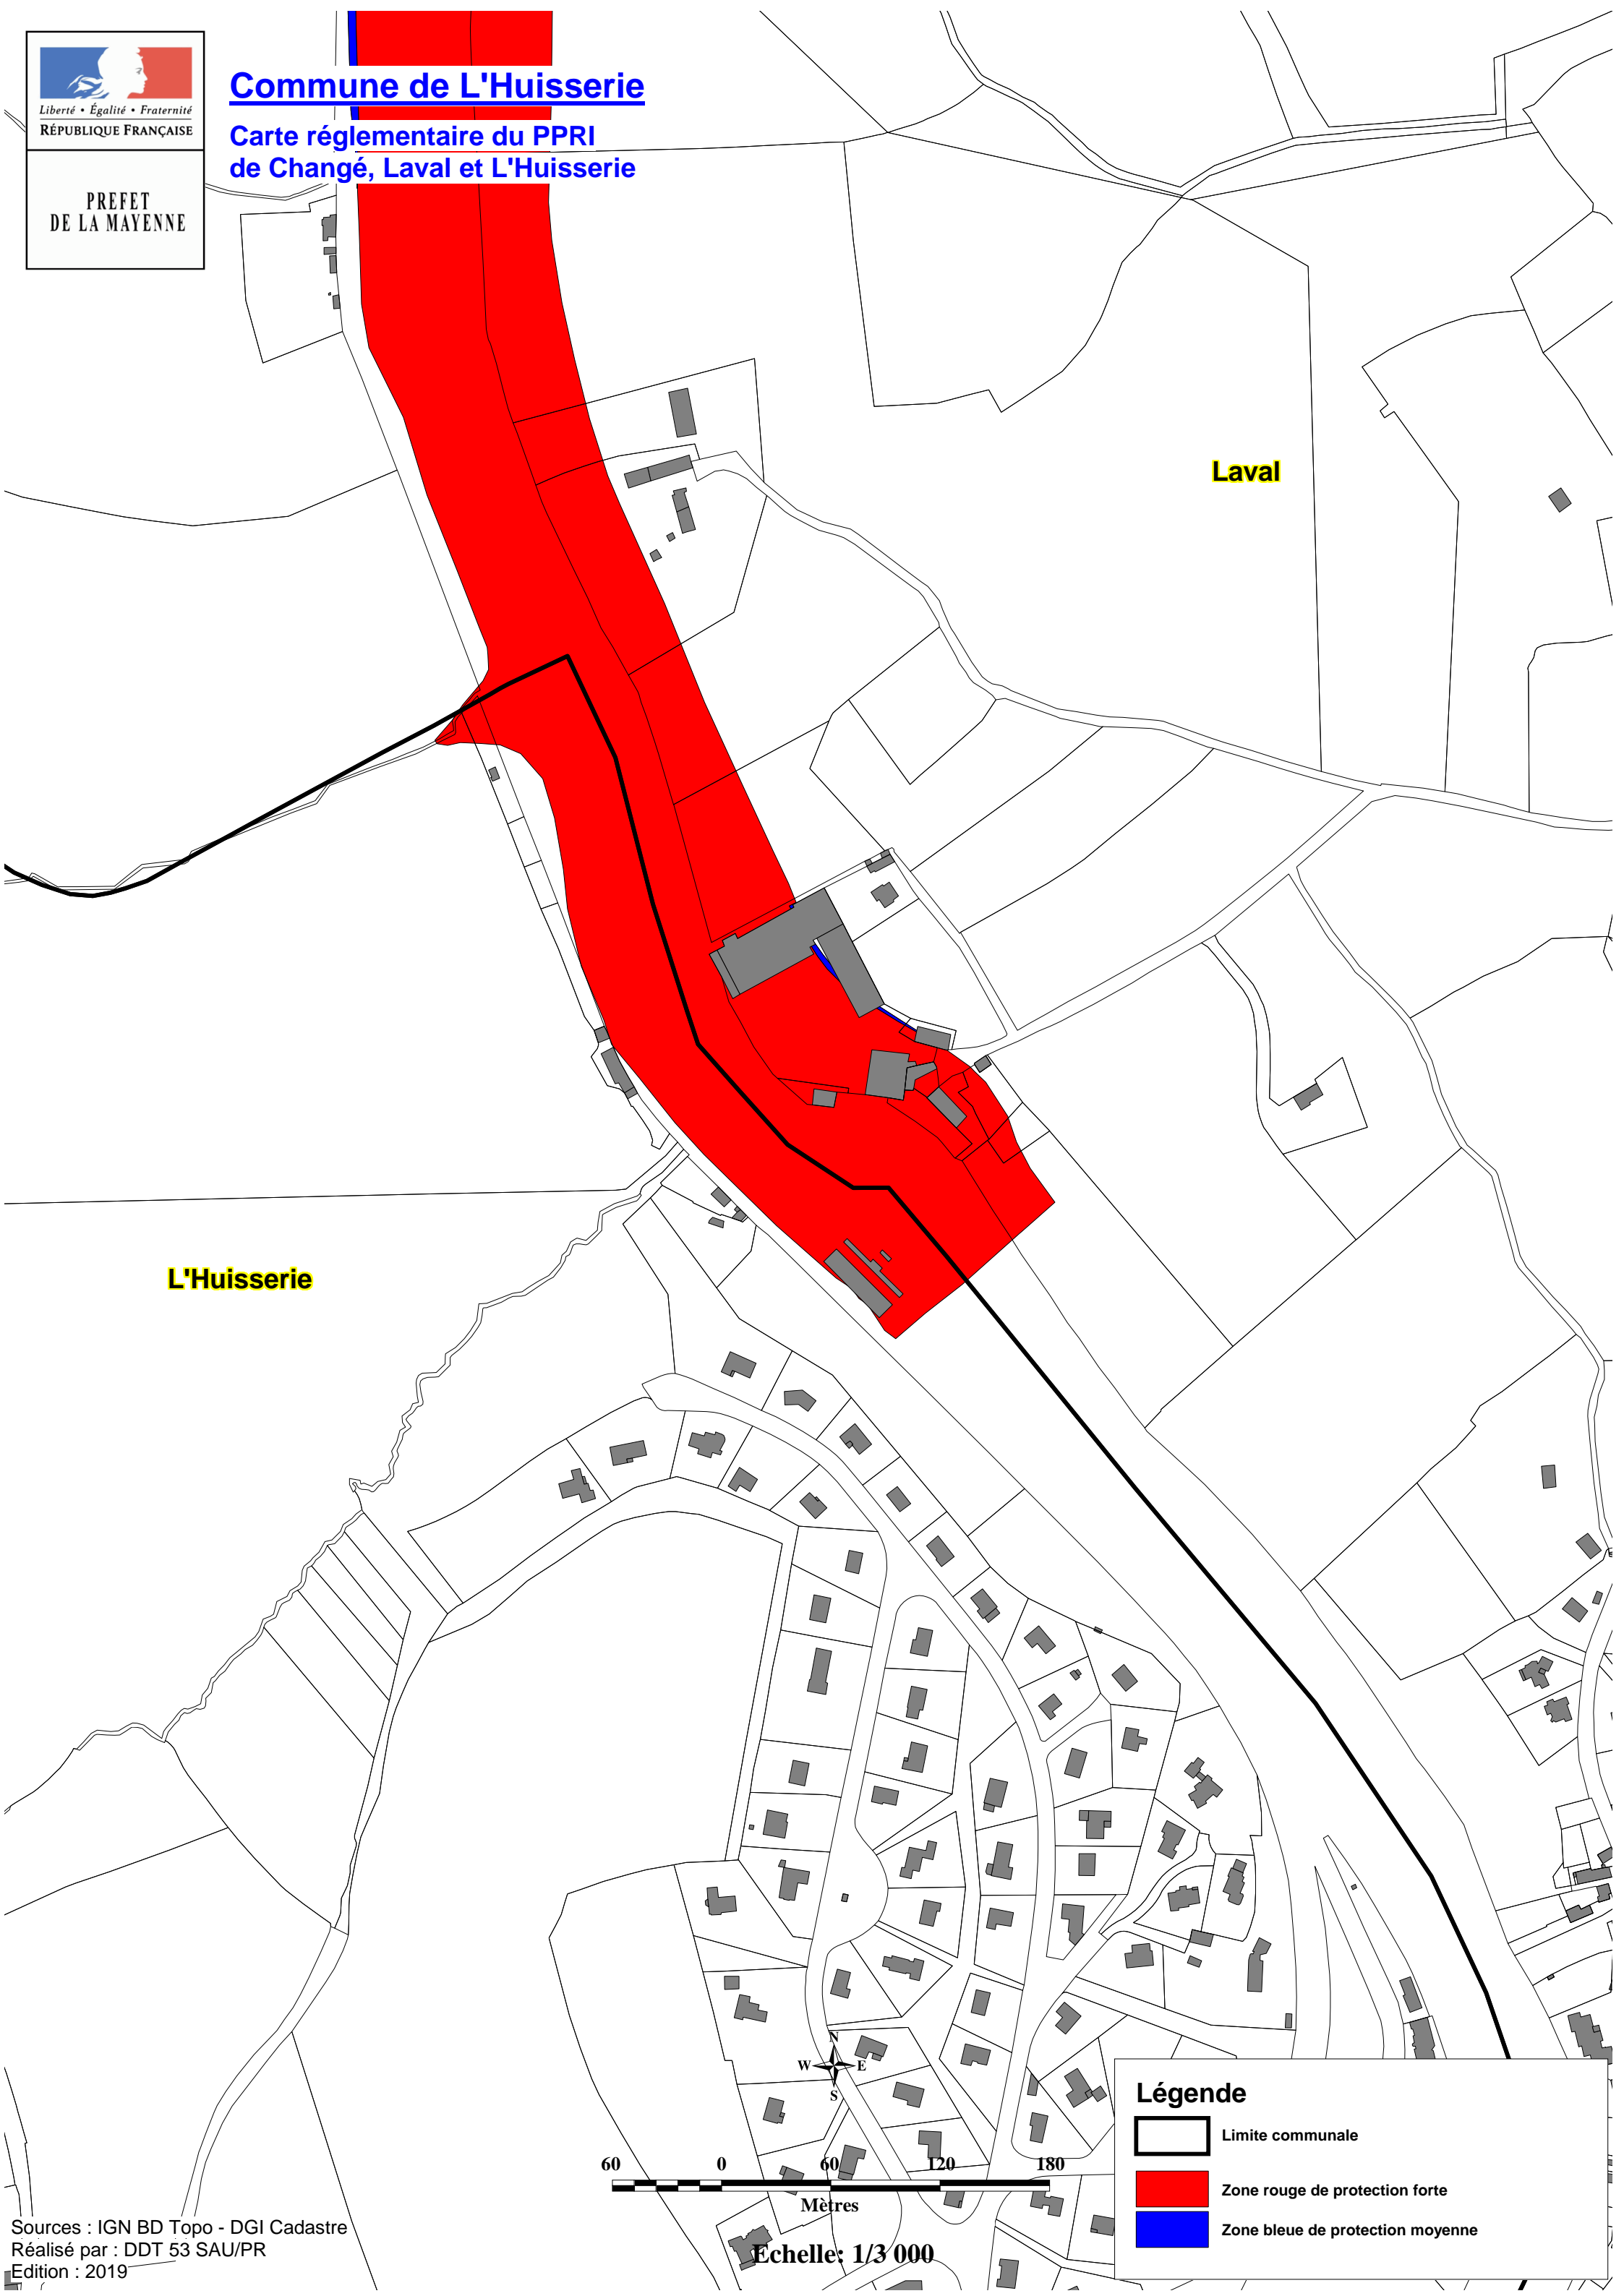 Liberté • Égalité • Fraternité
RÉPUBLIQUE FRANÇAISE
PREFET
DE LA MAYENNE
Commune de L'Huisserie
Carte réglementaire du PPRI
de Changé, Laval et L'Huisserie
Laval
L'Huisserie
N
W E
S
60 0 60 120 180
Mètres
Echelle: 1/3 000
Légende
Limite communale
Zone rouge de protection forte
Zone bleue de protection moyenne
Sources : IGN BD Topo - DGI Cadastre
Réalisé par : DDT 53 SAU/PR
Edition : 2019